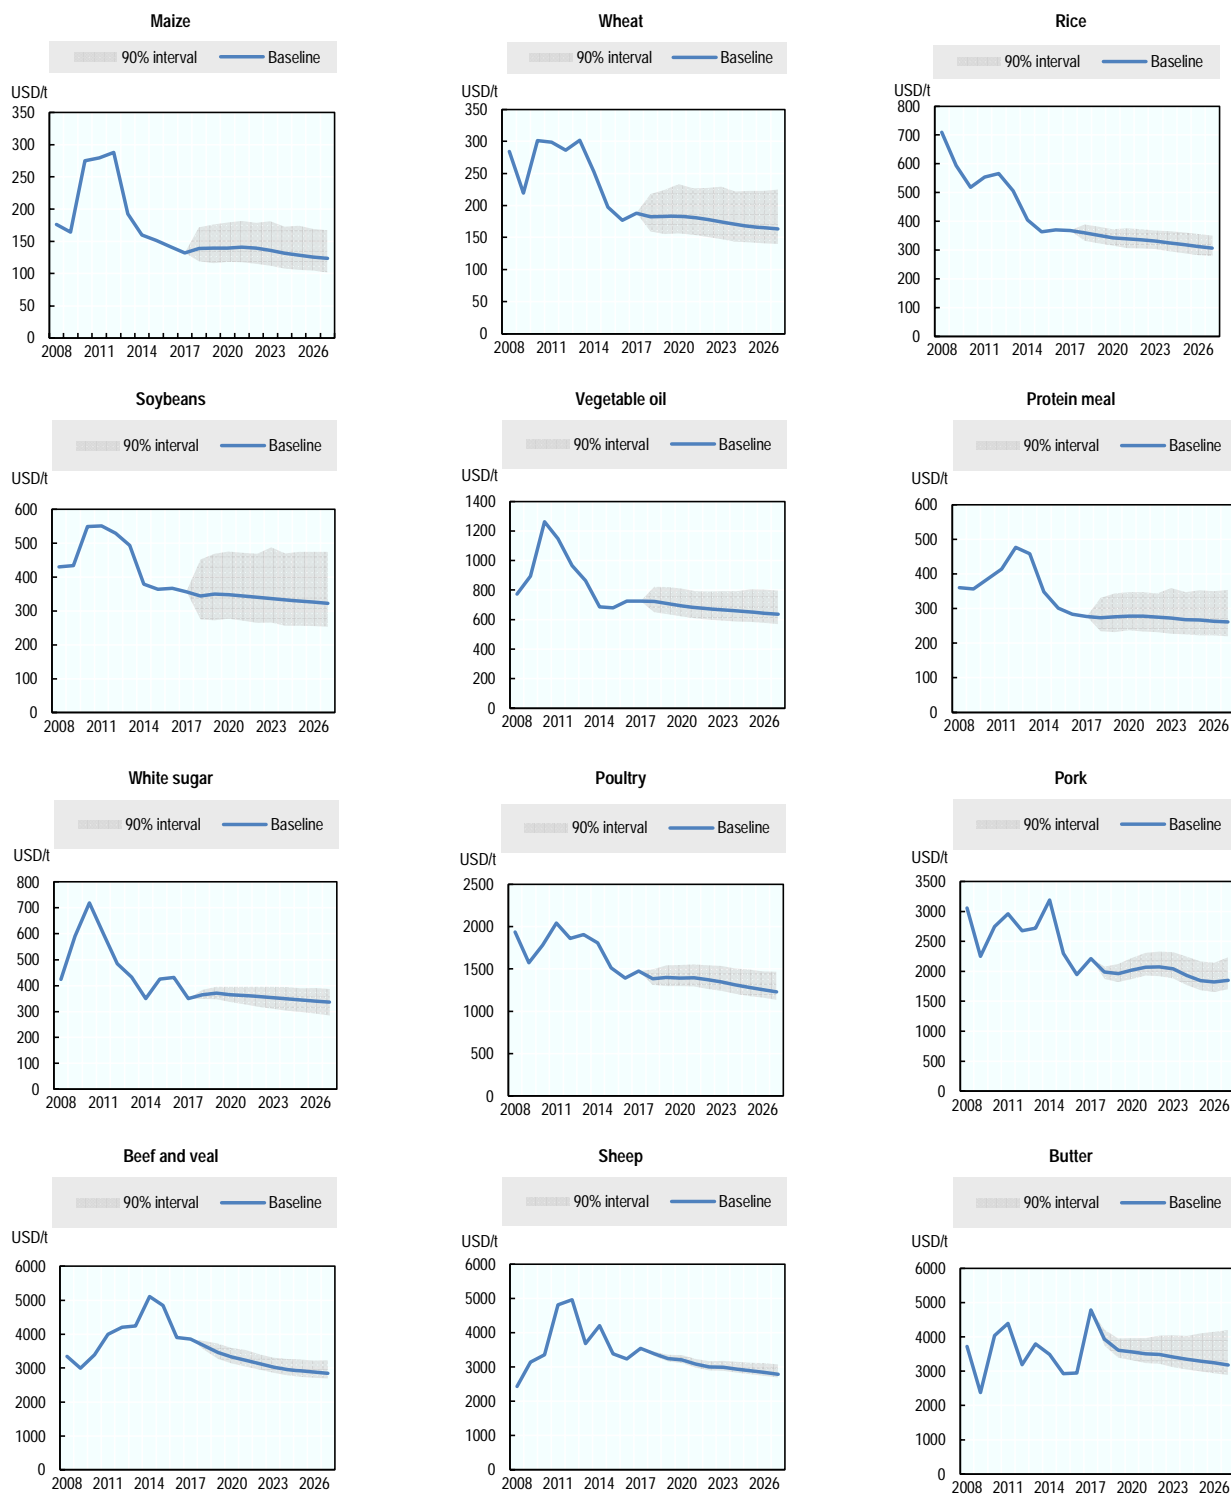 Maize
90% interval Baseline
USD/t
350
300
250
200
150
100
50
0
2008 2011 2014 2017 2020 2023 2026
Wheat
90% interval Baseline
USD/t
350
300
250
200
150
100
50
0
2008 2011 2014 2017 2020 2023 2026
Rice
90% interval Baseline
USD/t
800
700
600
500
400
300
200
100
0
2008 2011 2014 2017 2020 2023 2026
Soybeans
90% interval Baseline
USD/t
600
500
400
300
200
100
0
2008 2011 2014 2017 2020 2023 2026
Vegetable oil
90% interval Baseline
USD/t
1400
1200
1000
800
600
400
200
0
2008 2011 2014 2017 2020 2023 2026
Protein meal
90% interval Baseline
USD/t
600
500
400
300
200
100
0
2008 2011 2014 2017 2020 2023 2026
White sugar
90% interval Baseline
USD/t
800
700
600
500
400
300
200
100
0
2008 2011 2014 2017 2020 2023 2026
Poultry
90% interval Baseline
USD/t
2500
2000
1500
1000
500
0
2008 2011 2014 2017 2020 2023 2026
Pork
90% interval Baseline
USD/t
3500
3000
2500
2000
1500
1000
500
0
2008 2011 2014 2017 2020 2023 2026
Beef and veal
90% interval Baseline
USD/t
6000
5000
4000
3000
2000
1000
0
2008 2011 2014 2017 2020 2023 2026
Sheep
90% interval Baseline
USD/t
6000
5000
4000
3000
2000
1000
0
2008 2011 2014 2017 2020 2023 2026
Butter
90% interval Baseline
USD/t
6000
5000
4000
3000
2000
1000
0
2008 2011 2014 2017 2020 2023 2026